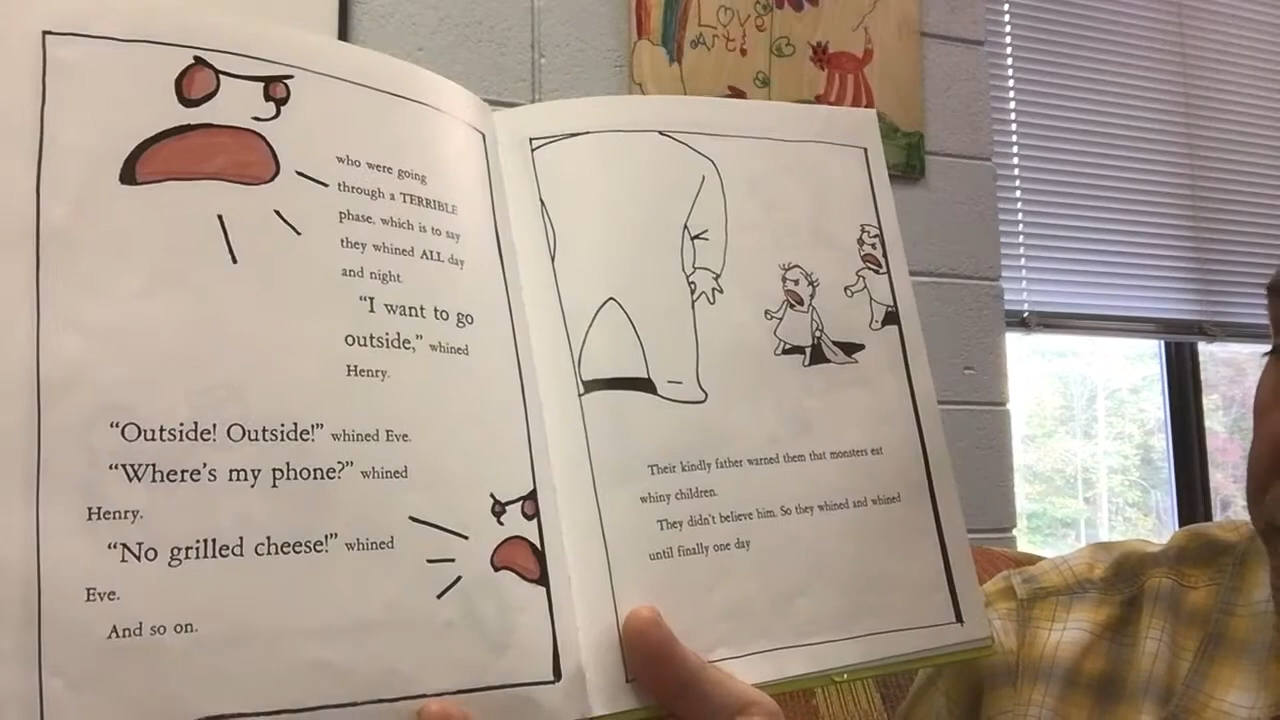 LOVE
Art!
who were going
through a TERRIBLE
phase, which is to say
they whined ALL day
and night.
“I want to go
outside,” whined
Henry.
“Outside! Outside!” whined Eve.
“Where’s my phone?” whined
Henry.
“No grilled cheese!” whined
Eve.
And so on.
Their kindly father warned them that monsters eat
whiny children.
They didn’t believe him. So they whined and whined
until finally one day